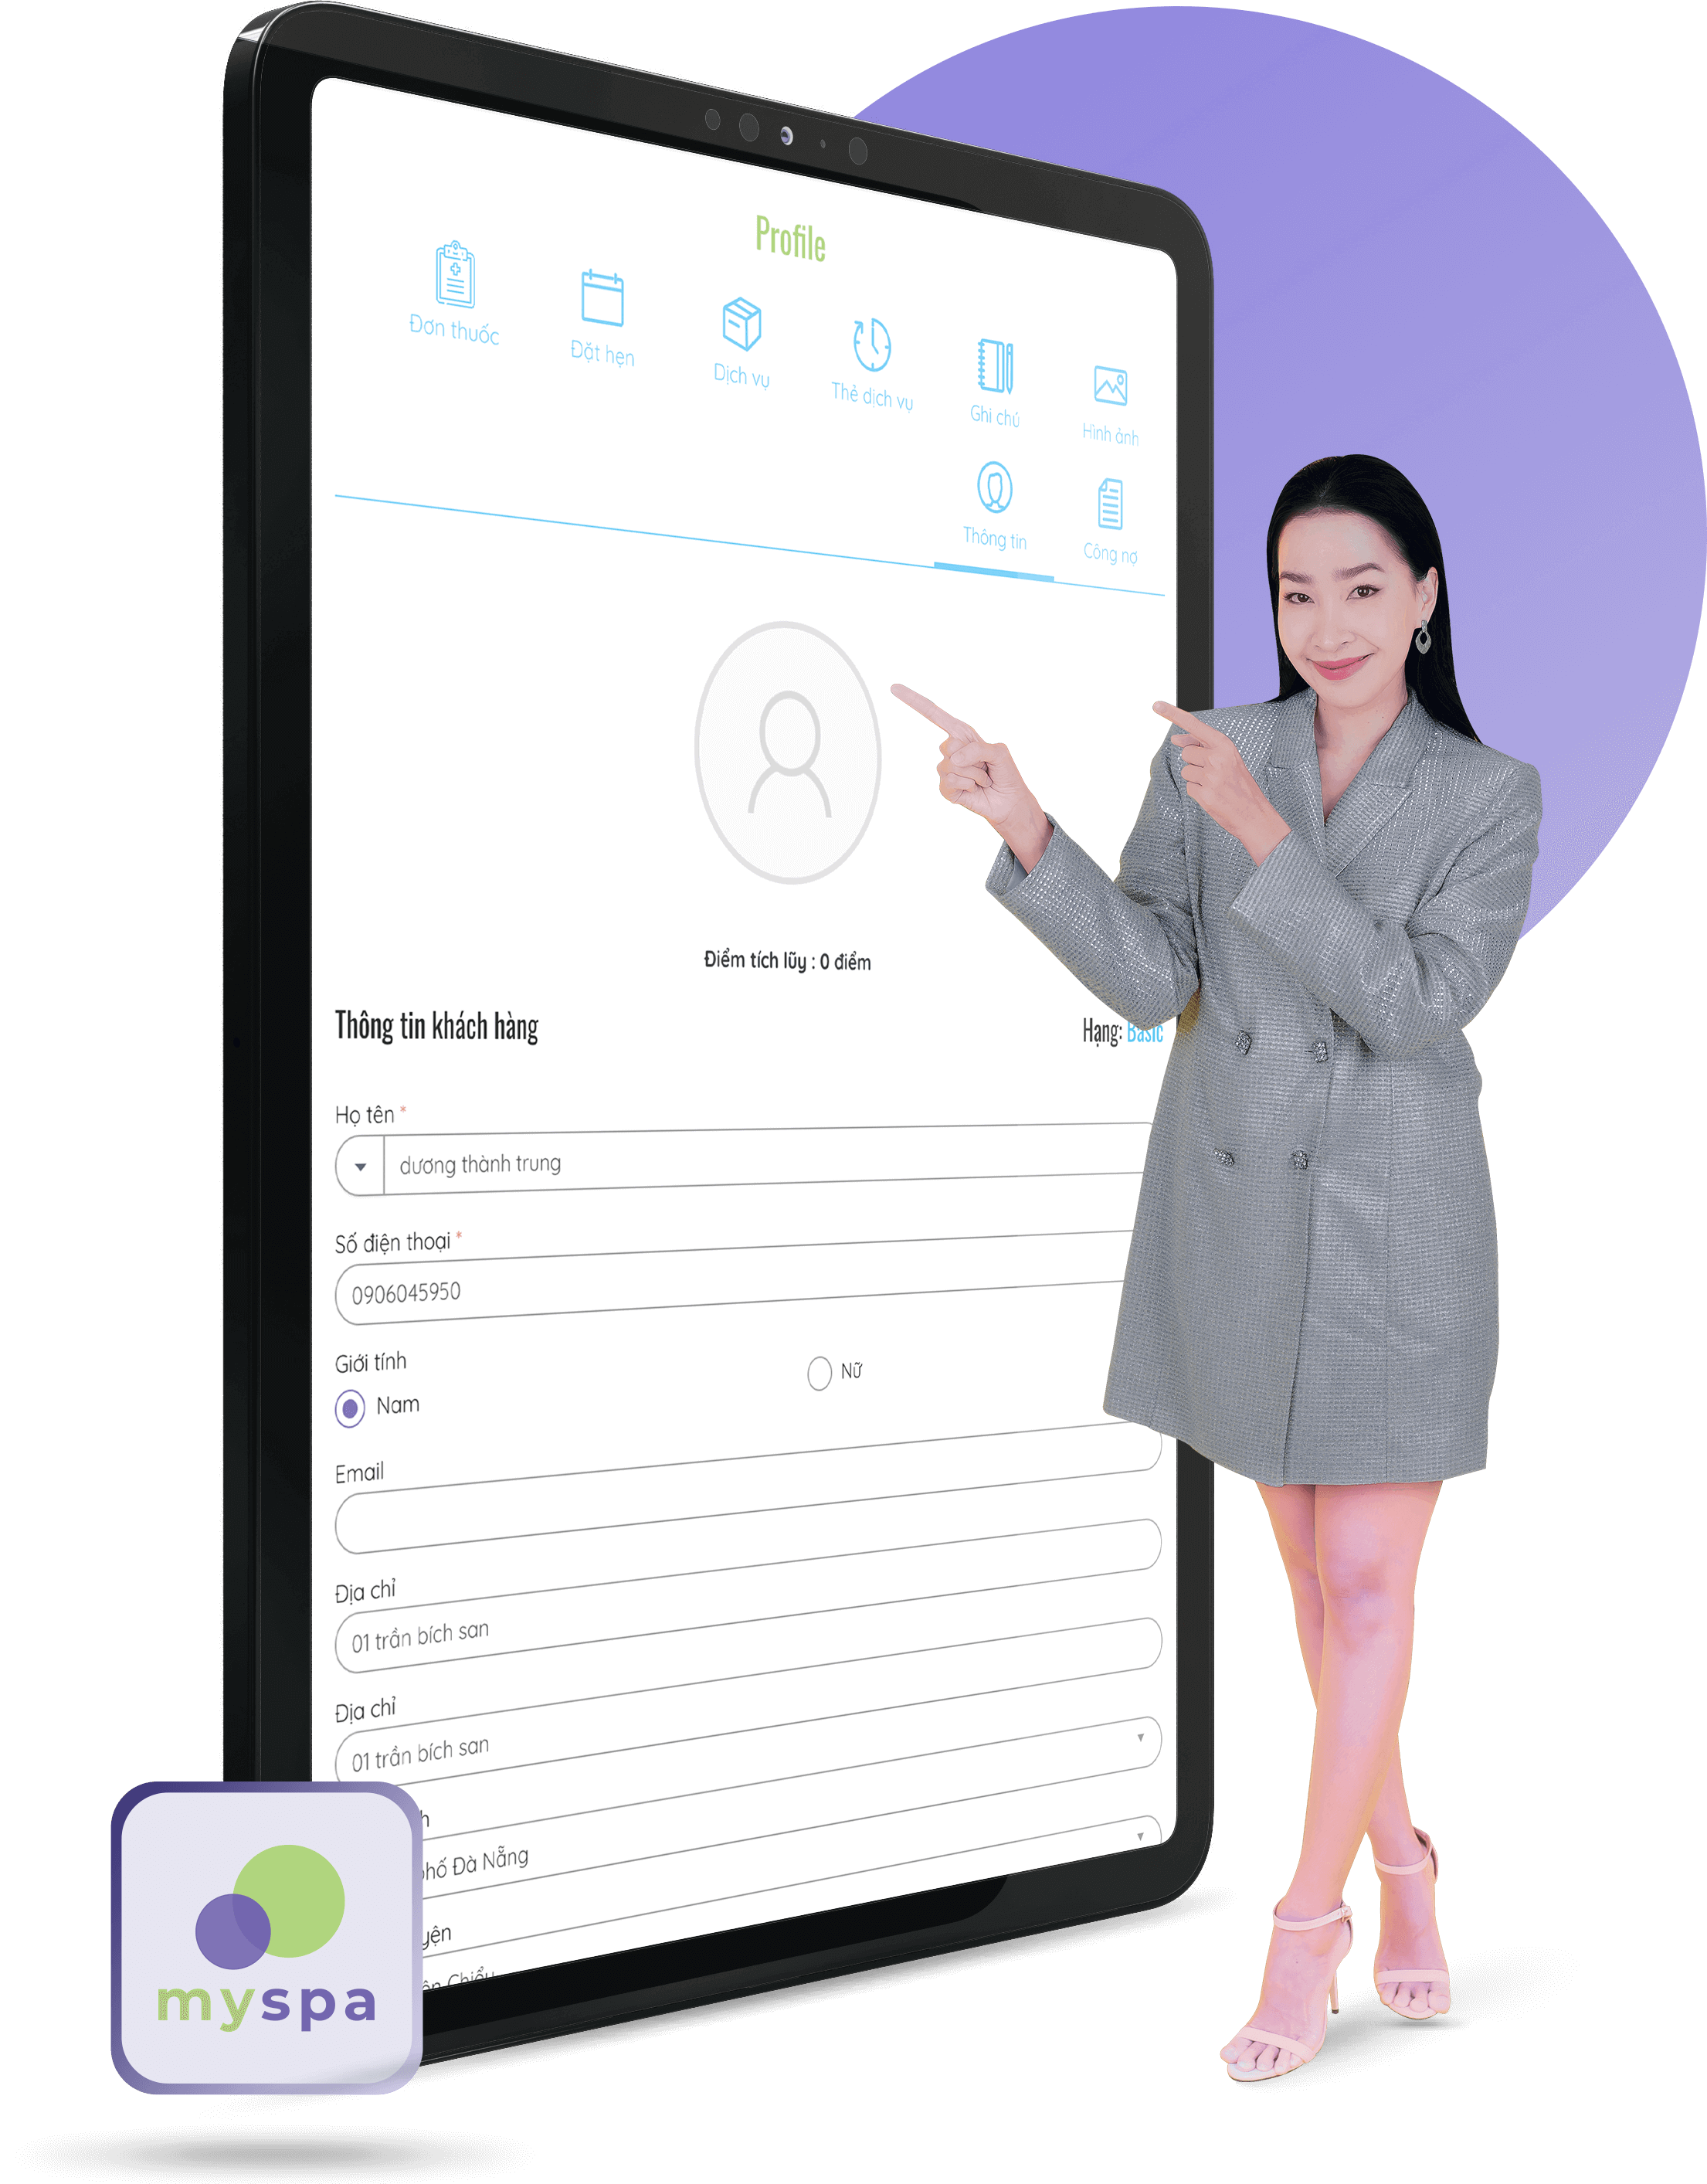 Profile
Đơn thuốc
Đặt hẹn
Dịch vụ
Thẻ dịch vụ
Ghi chú
Hình ảnh
Thông tin
Công nợ
Điểm tích lũy : 0 điểm
Thông tin khách hàng
Hạng: Basic
Họ tên *
dương thành trung
Số điện thoại *
0906045950
Giới tính
Nam
Nữ
Email
Địa chỉ
01 trần bích san
Địa chỉ
01 trần bích san
phố Đà Nẵng
Chiểu
myspa